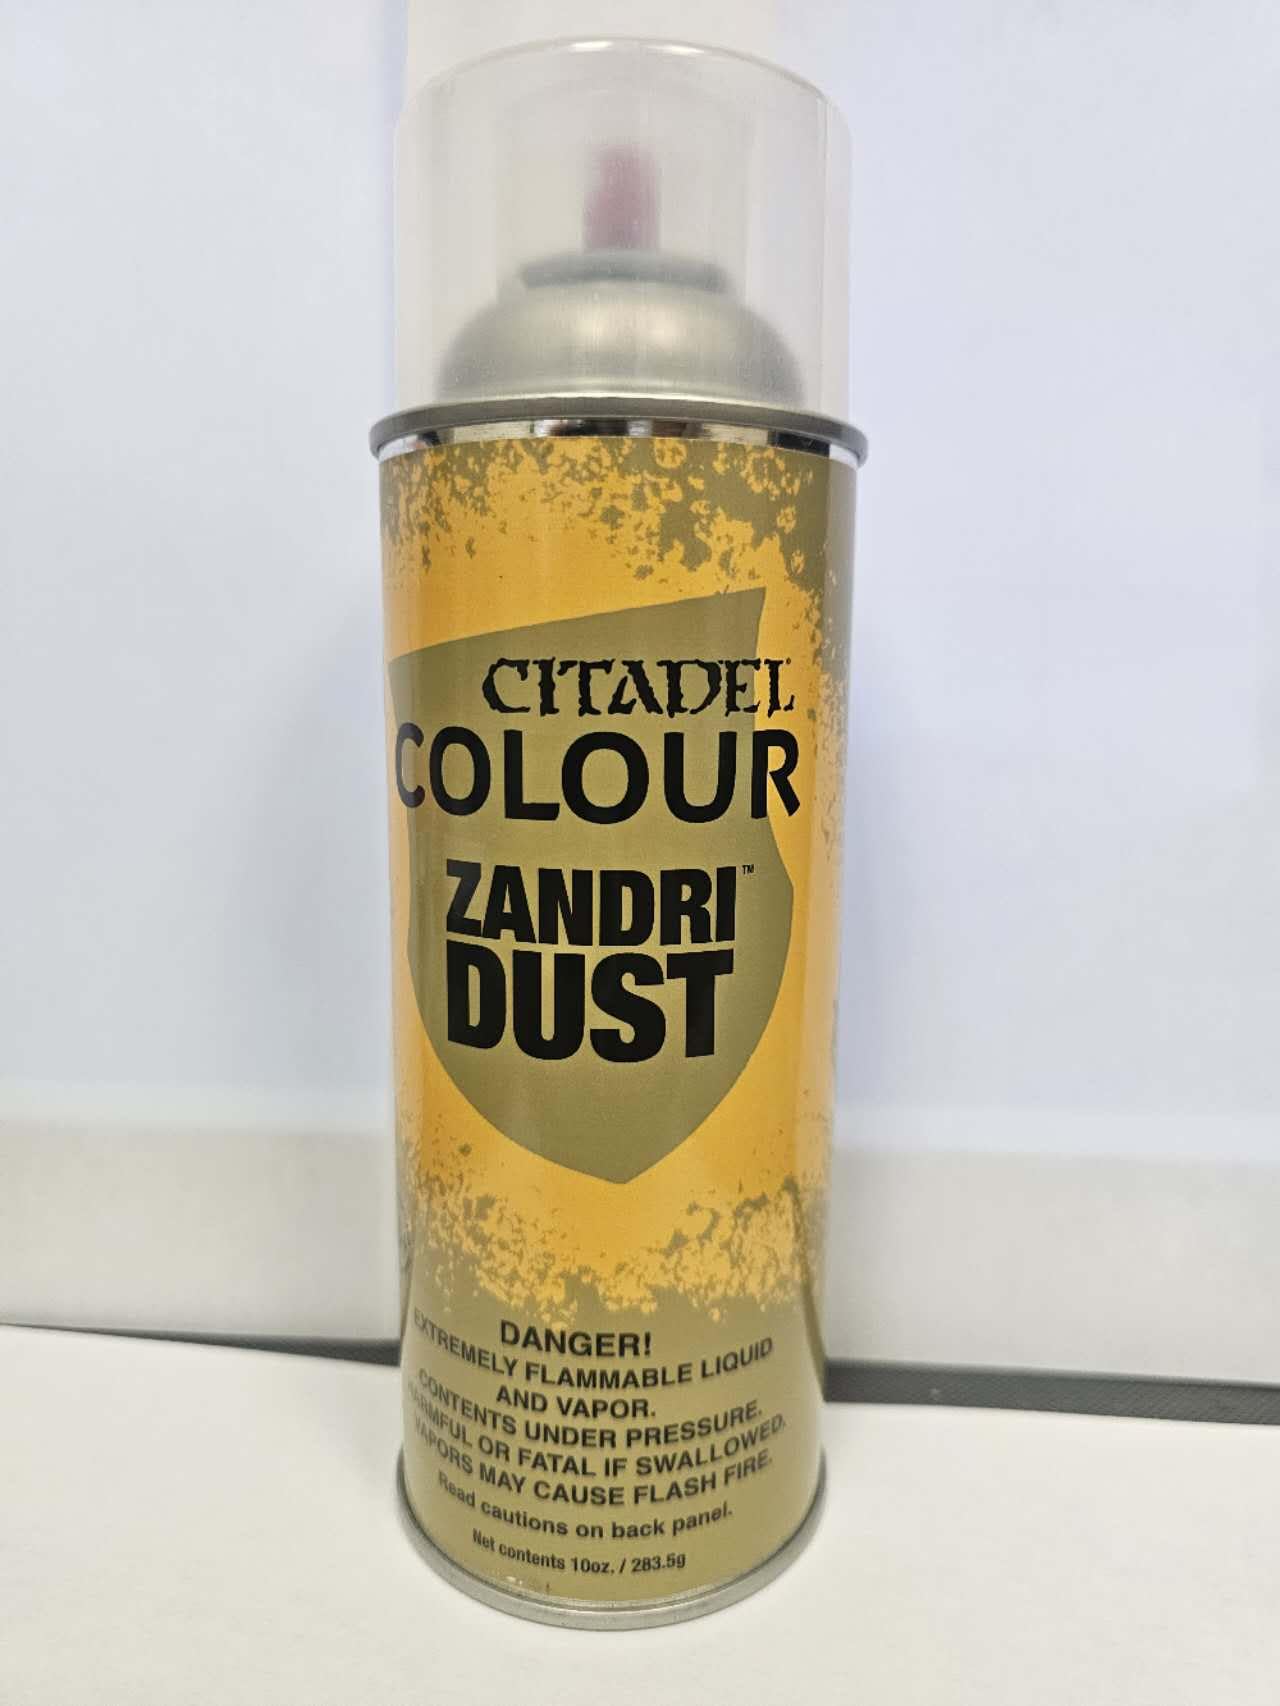 CITADEL
COLOUR
ZANDRI™
DUST
DANGER!
EXTREMELY FLAMMABLE LIQUID
AND VAPOR.
CONTENTS UNDER PRESSURE.
HARMFUL OR FATAL IF SWALLOWED.
VAPORS MAY CAUSE FLASH FIRE.
Read cautions on back panel.
Net contents 10oz. / 283.5g